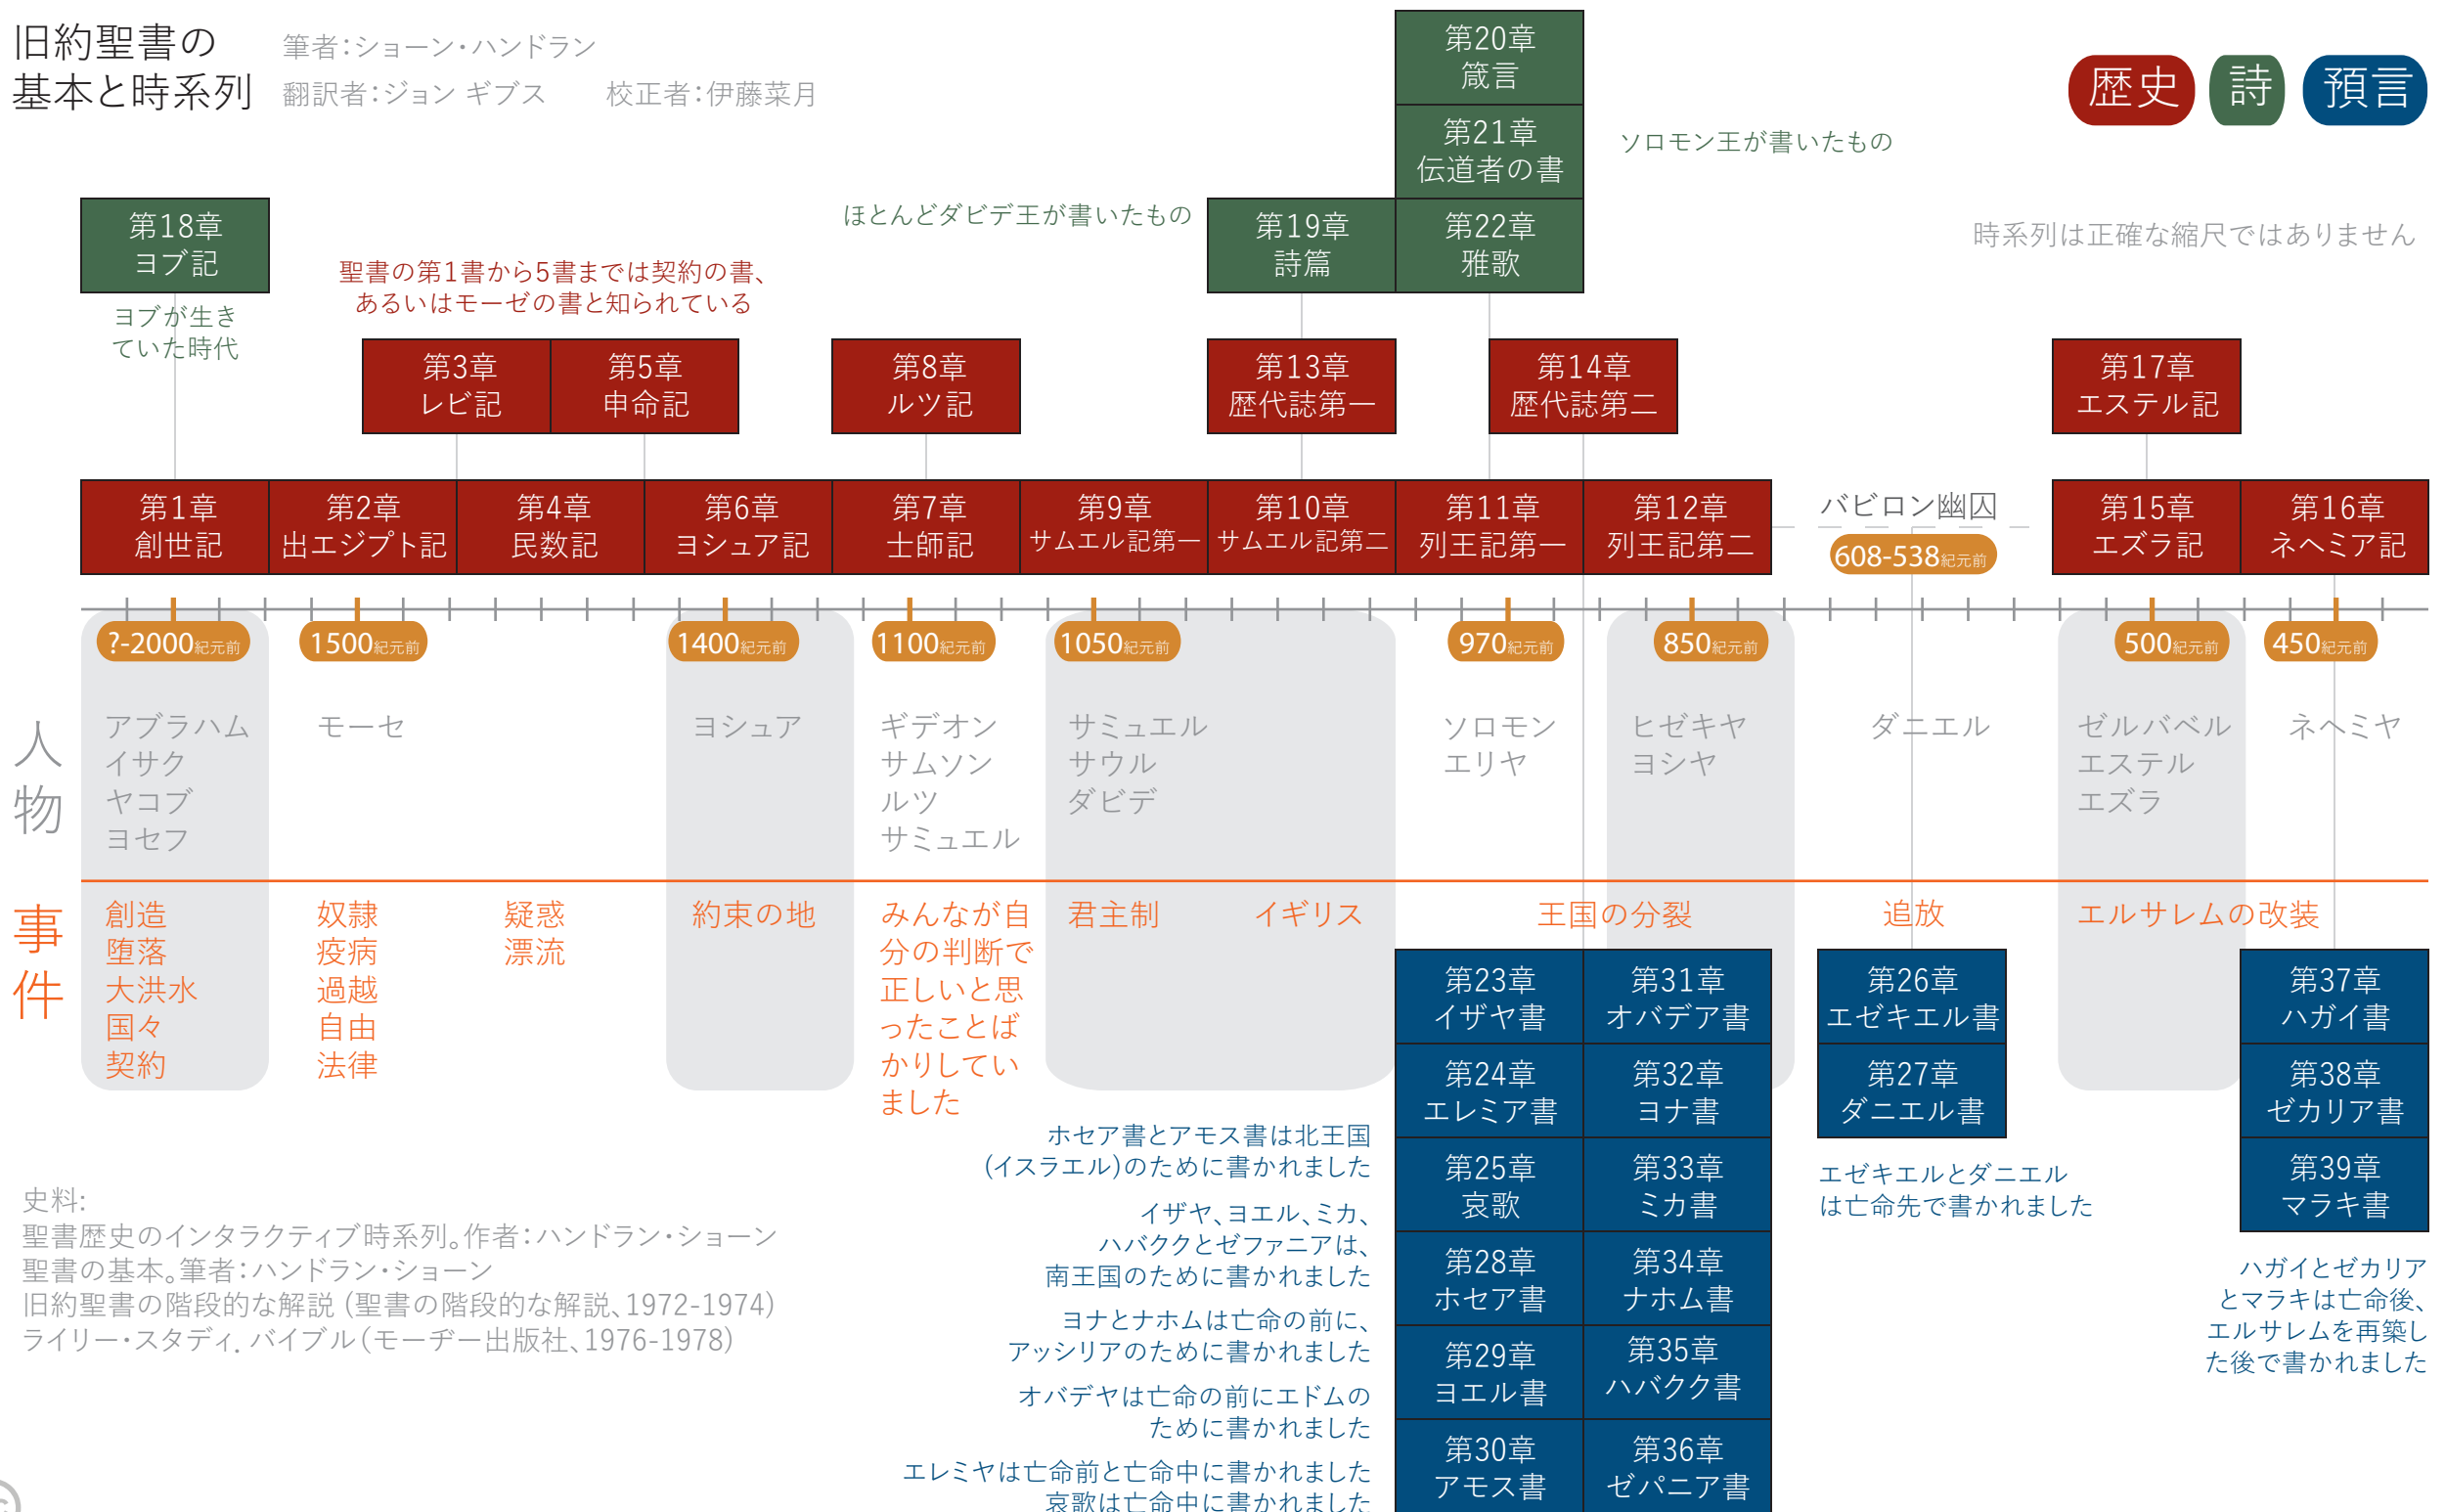 旧約聖書の
基本と時系列
筆者：ショーン・ハンドラン
翻訳者：ジョン ギブス　校正者：伊藤菜月
歴史　詩　預言
時系列は正確な縮尺ではありません
第20章
箴言
第21章
伝道者の書
ソロモン王が書いたもの
第18章
ヨブ記
ヨブが生き
ていた時代
ほとんどダビデ王が書いたもの
第19章
詩篇
第22章
雅歌
聖書の第1書から5書までは契約の書、
あるいはモーゼの書と知られている
第3章
レビ記
第5章
申命記
第8章
ルツ記
第13章
歴代誌第一
第14章
歴代誌第二
第17章
エステル記
第1章
創世記
第2章
出エジプト記
第4章
民数記
第6章
ヨシュア記
第7章
士師記
第9章
サムエル記第一
第10章
サムエル記第二
第11章
列王記第一
第12章
列王記第二
バビロン幽囚
608-538紀元前
第15章
エズラ記
第16章
ネヘミア記
?-2000紀元前
1500紀元前
1400紀元前
1100紀元前
1050紀元前
970紀元前
850紀元前
500紀元前
450紀元前
人物
アブラハム
イサク
ヤコブ
ヨセフ
モーセ
ヨシュア
ギデオン
サムソン
ルツ
サミュエル
サミュエル
サウル
ダビデ
ソロモン
エリヤ
ヒゼキヤ
ヨシヤ
ダニエル
ゼルバベル
エステル
エズラ
ネヘミヤ
事件
創造
堕落
大洪水
国々
契約
奴隷
疫病
過越
自由
法律
疑惑
漂流
約束の地
みんなが自
分の判断で
正しいと思
ったことば
かりしてい
ました
君主制
イギリス
王国の分裂
追放
エルサレムの改装
第23章
イザヤ書
第24章
エレミア書
第25章
哀歌
第28章
ホセア書
第29章
ヨエル書
第30章
アモス書
第31章
オバデア書
第32章
ヨナ書
第33章
ミカ書
第34章
ナホム書
第35章
ハバクク書
第36章
ゼパニア書
第26章
エゼキエル書
第27章
ダニエル書
エゼキエルとダニエル
は亡命先で書かれました
第37章
ハガイ書
第38章
ゼカリア書
第39章
マラキ書
ハガイとゼカリア
とマラキは亡命後、
エルサレムを再築し
た後で書かれました
ホセア書とアモス書は北王国
(イスラエル)のために書かれました
イザヤ、ヨエル、ミカ、
ハバククとゼファニアは、
南王国のために書かれました
ヨナとナホムは亡命の前に、
アッシリアのために書かれました
オバデヤは亡命の前にエドムの
ために書かれました
エレミヤは亡命前と亡命中に書かれました
哀歌は亡命中に書かれました
史料:
聖書歴史のインタラクティブ時系列。作者：ハンドラン・ショーン
聖書の基本。筆者：ハンドラン・ショーン
旧約聖書の階段的な解説 (聖書の階段的な解説、1972-1974)
ライリー・スタディ．バイブル（モーヂー出版社、1976-1978）